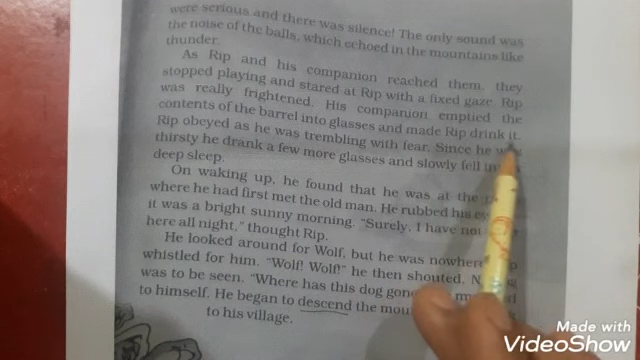 were serious and there was silence! The only sound was
the noise of the balls, which echoed in the mountains like
thunder.
As Rip and his companion reached them, they
stopped playing and stared at Rip with a fixed gaze. Rip
was really frightened. His companion emptied the
contents of the barrel into glasses and made Rip drink it.
Rip obeyed as he was trembling with fear. Since he was
thirsty he drank a few more glasses and slowly fell in
deep sleep.
On waking up, he found that he was at the
where he had first met the old man. He rubbed his
it was a bright sunny morning. "Surely, I have not
here all night," thought Rip.
He looked around for Wolf, but he was nowhere.
whistled for him. "Wolf! Wolf!" he then shouted.
was to be seen. "Where has this dog
to himself. He began to descend the
to his village.
Made with
VideoShow